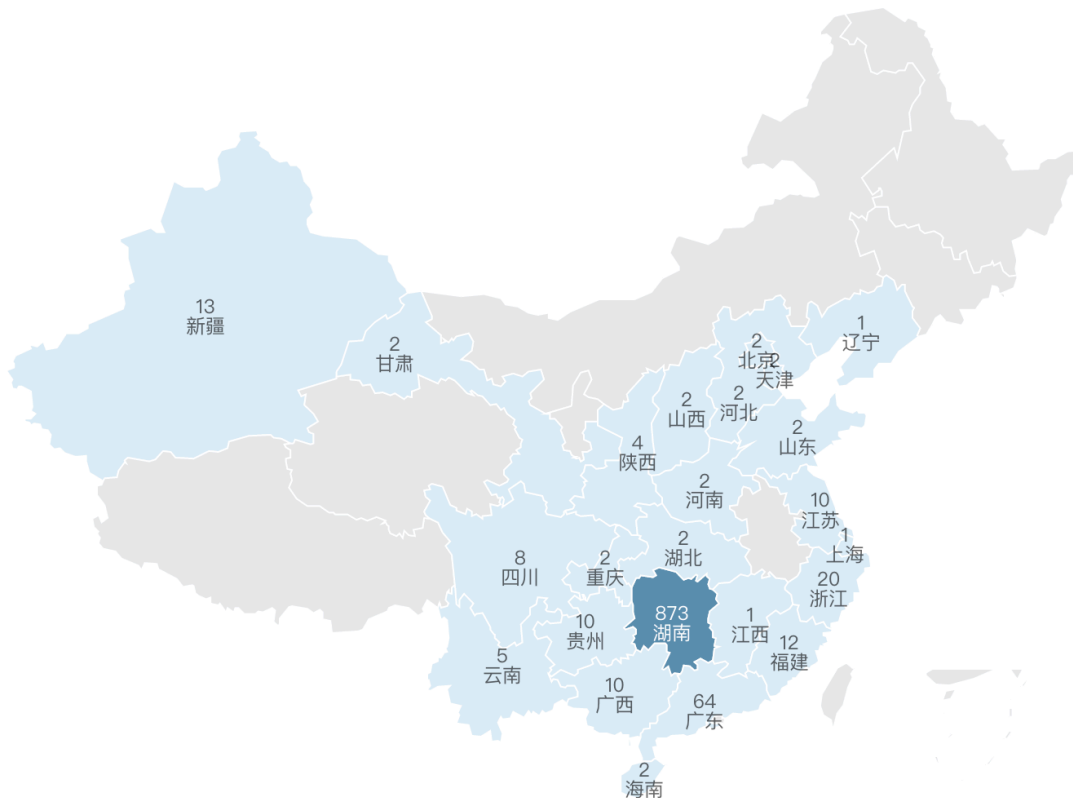 1
辽宁
13
新疆
2
北京
2
天津
2
甘肃
2
河北
2
山西
2
山东
4
陕西
2
河南
10
江苏
1
上海
2
湖北
8
四川
2
重庆
20
浙江
873
湖南
1
江西
10
贵州
12
福建
5
云南
10
广西
64
广东
2
海南